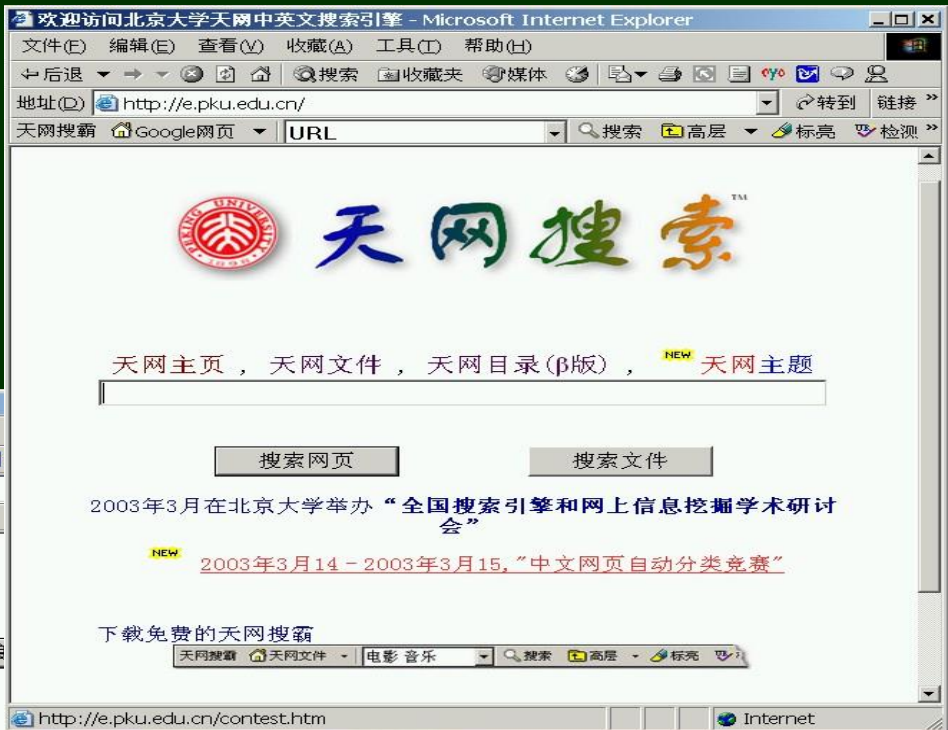 欢迎访问北京大学天网中英文搜索引擎 - Microsoft Internet Explorer
文件(F) 编辑(E) 查看(V) 收藏(A) 工具(T) 帮助(H)
后退 搜索 收藏夹 媒体
地址(D) http://e.pku.edu.cn/ 转到 链接 »
天网搜霸 Google网页 URL 搜索 高层 标亮 检测 »
PEKING UNIVERSITY 1898 天网搜索 TM
天网主页 , 天网文件 , 天网目录(β版) , NEW 天网主题
搜索网页 搜索文件
2003年3月在北京大学举办“全国搜索引擎和网上信息挖掘学术研讨
会”
NEW 2003年3月14-2003年3月15,"中文网页自动分类竞赛"
下载免费的天网搜霸
天网搜霸 天网文件 电影 音乐 搜索 高层 标亮
http://e.pku.edu.cn/contest.htm Internet